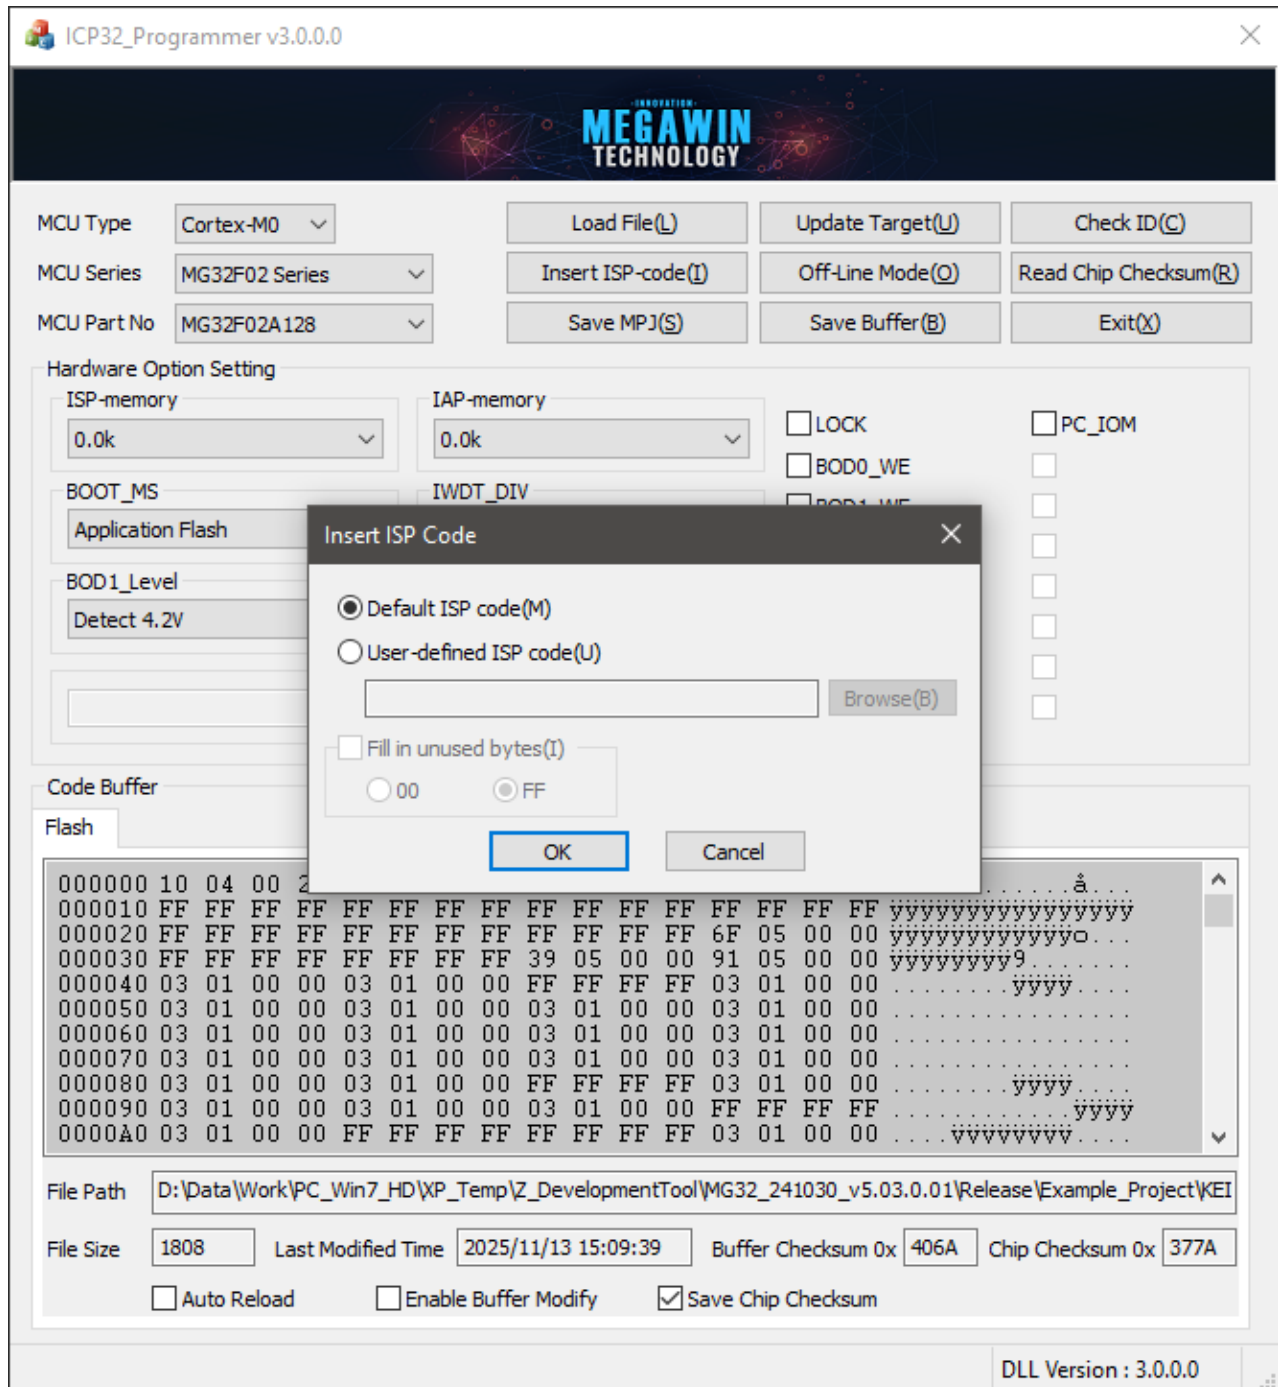 ICP32_Programmer v3.0.0.0
-INNOVATION-
MEGAWIN
TECHNOLOGY
MCU Type Cortex-M0 Load File(L) Update Target(U) Check ID(C)
MCU Series MG32F02 Series Insert ISP-code(I) Off-Line Mode(O) Read Chip Checksum(R)
MCU Part No MG32F02A128 Save MPJ(S) Save Buffer(B) Exit(X)
Hardware Option Setting
ISP-memory IAP-memory
0.0k 0.0k LOCK PC_IOM
BOD0_WE
BOOT_MS IWDT_DIV
BOD1_WE
Application Flash
Insert ISP Code
BOD1_Level
Detect 4.2V
Default ISP code(M)
User-defined ISP code(U)
Browse(B)
Fill in unused bytes(I)
00 FF
OK Cancel
Code Buffer
Flash
000000 10 04 00 2 . . . . . . å . . .
000010 FF FF FF FF FF FF FF FF FF FF FF FF FF FF FF FF ÿÿÿÿÿÿÿÿÿÿÿÿÿÿÿÿ
000020 FF FF FF FF FF FF FF FF FF FF FF FF 6F 05 00 00 ÿÿÿÿÿÿÿÿÿÿÿÿo...
000030 FF FF FF FF FF FF FF FF 39 05 00 00 91 05 00 00 ÿÿÿÿÿÿÿÿ9.......
000040 03 01 00 00 03 01 00 00 FF FF FF FF 03 01 00 00 ........ÿÿÿÿ....
000050 03 01 00 00 03 01 00 00 03 01 00 00 03 01 00 00 ................
000060 03 01 00 00 03 01 00 00 03 01 00 00 03 01 00 00 ................
000070 03 01 00 00 03 01 00 00 03 01 00 00 03 01 00 00 ................
000080 03 01 00 00 03 01 00 00 FF FF FF FF 03 01 00 00 ........ÿÿÿÿ....
000090 03 01 00 00 03 01 00 00 03 01 00 00 FF FF FF FF ............ÿÿÿÿ
0000A0 03 01 00 00 FF FF FF FF FF FF FF FF 03 01 00 00 ....ÿÿÿÿÿÿÿÿ....
File Path D:\Data\Work\PC_Win7_HD\XP_Temp\Z_DevelopmentTool\MG32_241030_v5.03.0.01\Release\Example_Project\KEI
File Size 1808 Last Modified Time 2025/11/13 15:09:39 Buffer Checksum 0x 406A Chip Checksum 0x 377A
Auto Reload Enable Buffer Modify Save Chip Checksum
DLL Version : 3.0.0.0